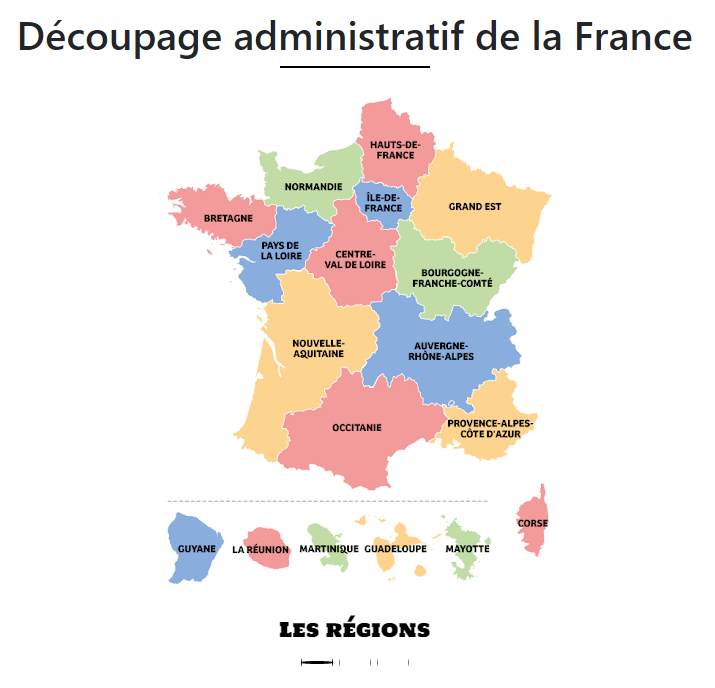 Découpage administratif de la France
HAUTS-DE-
FRANCE
NORMANDIE
ÎLE-DE-
FRANCE
GRAND EST
BRETAGNE
PAYS DE
LA LOIRE
CENTRE-
VAL DE LOIRE
BOURGOGNE-
FRANCHE-COMTÉ
NOUVELLE-
AQUITAINE
AUVERGNE-
RHÔNE-ALPES
OCCITANIE
PROVENCE-ALPES-
CÔTE D'AZUR
CORSE
GUYANE
LA RÉUNION
MARTINIQUE
GUADELOUPE
MAYOTTE
LES RÉGIONS